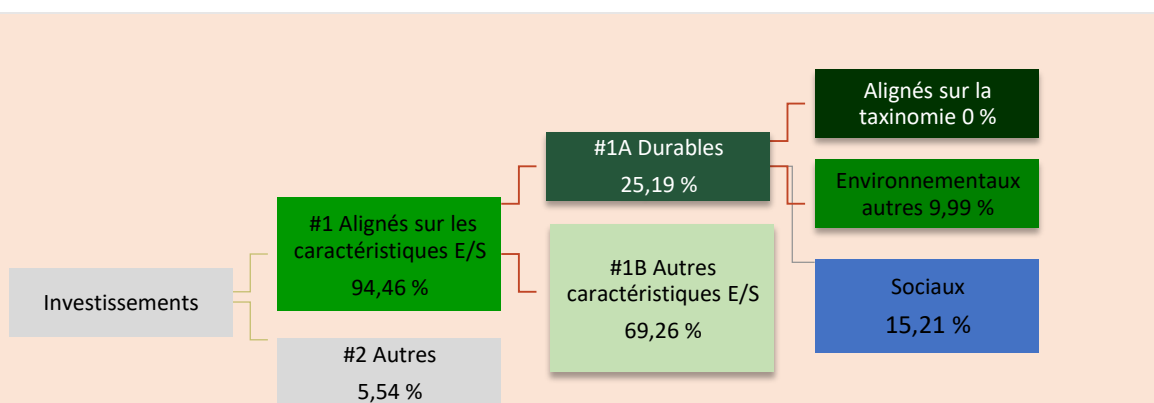 Investissements
#1 Alignés sur les
caractéristiques E/S
94,46 %
#2 Autres
5,54 %
#1A Durables
25,19 %
#1B Autres
caractéristiques E/S
69,26 %
Alignés sur la
taxinomie 0 %
Environnementaux
autres 9,99 %
Sociaux
15,21 %